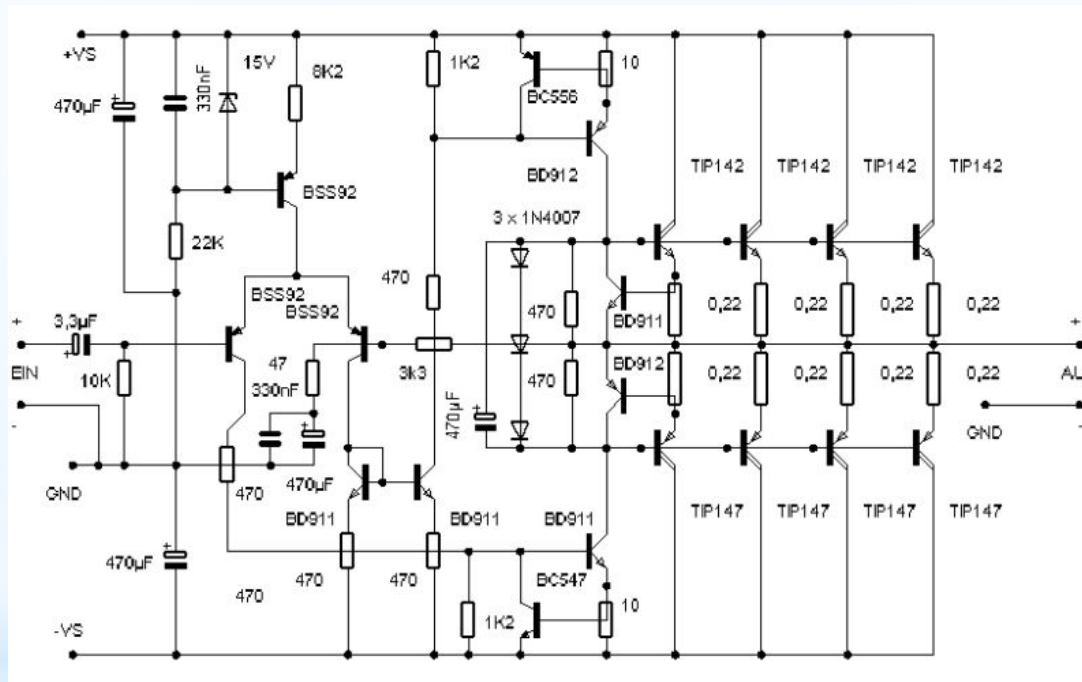 +VS
15V
8K2
1K2
10
470µF
330nF
BC556
BD912
TIP142
TIP142
TIP142
TIP142
BSS92
3 x 1N4007
22K
470
BSS92
BSS92
470
BD911
0,22
0,22
0,22
0,22
+
3,3µF
+
+
EIN
10K
47
330nF
3k3
470
BD912
0,22
0,22
0,22
0,22
AU
-
470µF
GND
-
GND
470
470µF
TIP147
TIP147
TIP147
TIP147
BD911
BD911
BD911
470µF
470
470
470
BC547
-VS
1K2
10